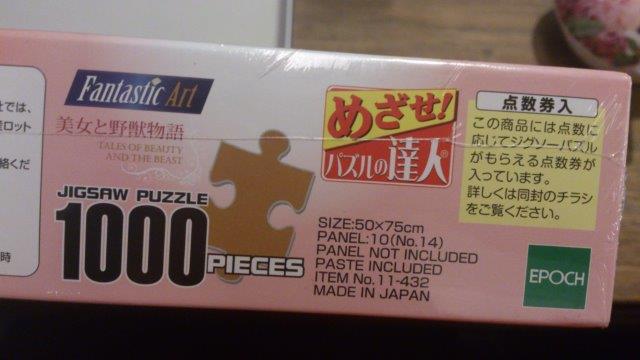 社では、
ロット
絡くだ
時
Fantastic Art
美女と野獣物語
TALES OF BEAUTY
AND THE BEAST
JIGSAW PUZZLE
1000 PIECES
めざせ!
パズルの達人
SIZE:50×75cm
PANEL:10(No.14)
PANEL NOT INCLUDED
PASTE INCLUDED
ITEM No.11-432
MADE IN JAPAN
点数券入
この商品には点数に
応じてジグソーパズル
がもらえる点数券が
入っています。
詳しくは同封のチラシ
をご覧ください。
EPOCH